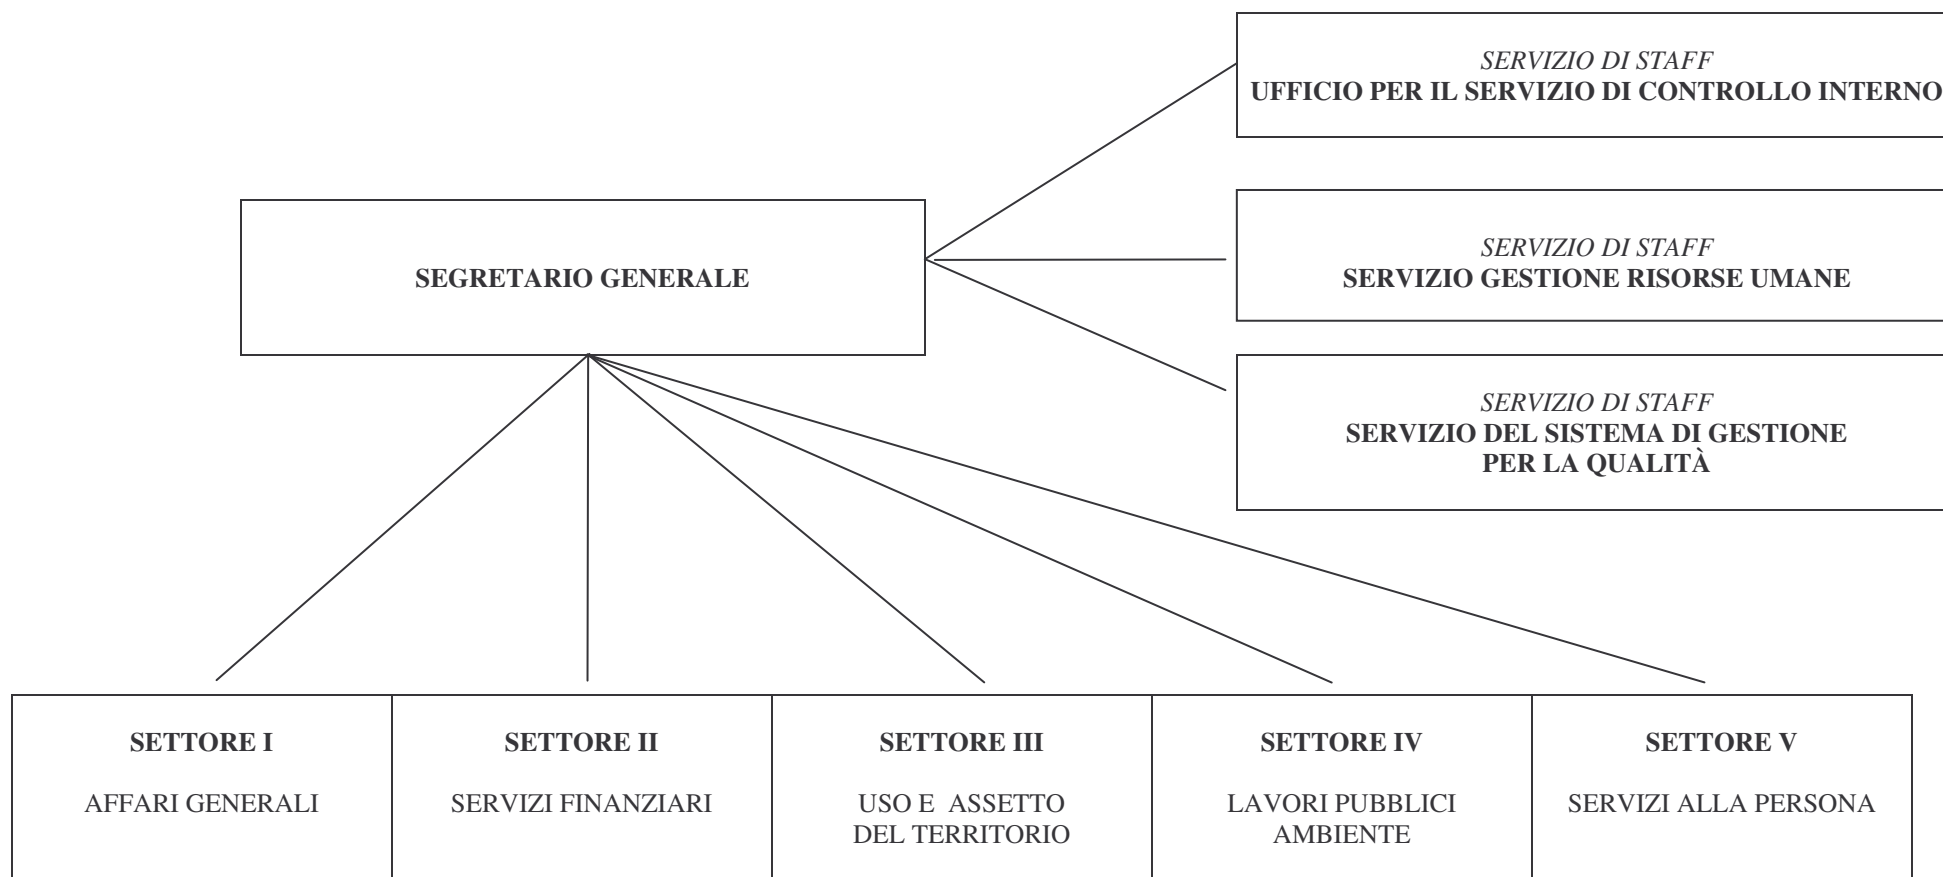 SERVIZIO DI STAFF
UFFICIO PER IL SERVIZIO DI CONTROLLO INTERNO
SEGRETARIO GENERALE
SERVIZIO DI STAFF
SERVIZIO GESTIONE RISORSE UMANE
SERVIZIO DI STAFF
SERVIZIO DEL SISTEMA DI GESTIONE
PER LA QUALITÀ
SETTORE I
AFFARI GENERALI
SETTORE II
SERVIZI FINANZIARI
SETTORE III
USO E ASSETTO
DEL TERRITORIO
SETTORE IV
LAVORI PUBBLICI
AMBIENTE
SETTORE V
SERVIZI ALLA PERSONA